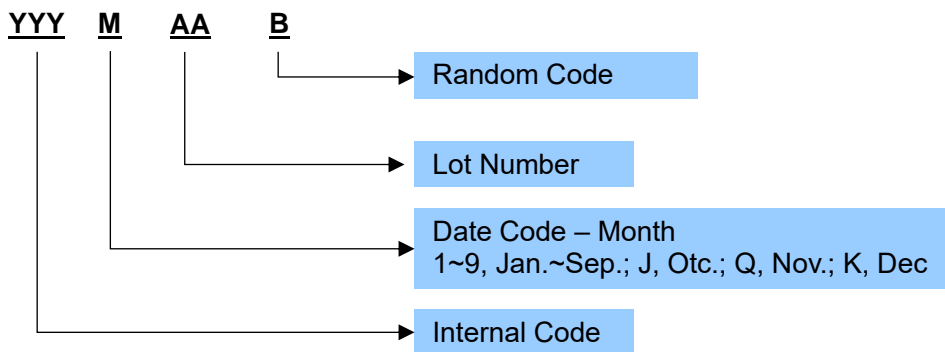 YYY M AA B
Random Code
Lot Number
Date Code – Month
1~9, Jan.~Sep.; J, Otc.; Q, Nov.; K, Dec
Internal Code